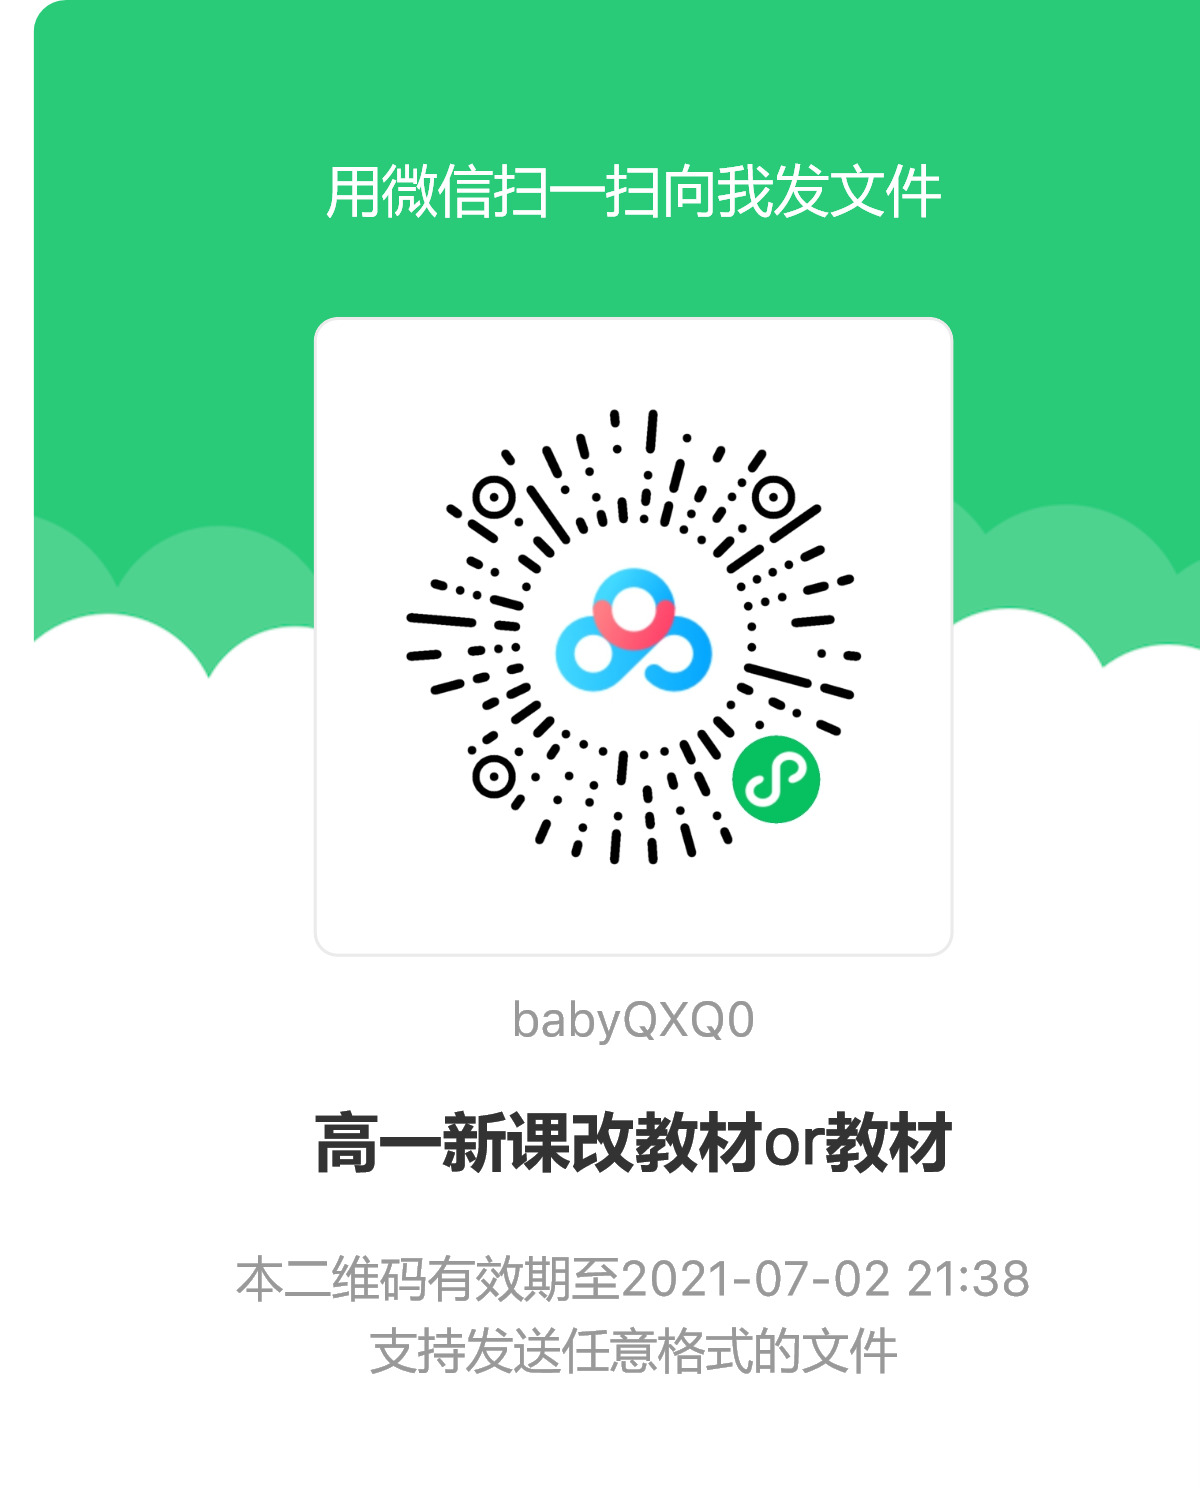 用微信扫一扫向我发文件
babyQXQ0
高一新课改教材or教材
本二维码有效期至2021-07-02 21:38
支持发送任意格式的文件